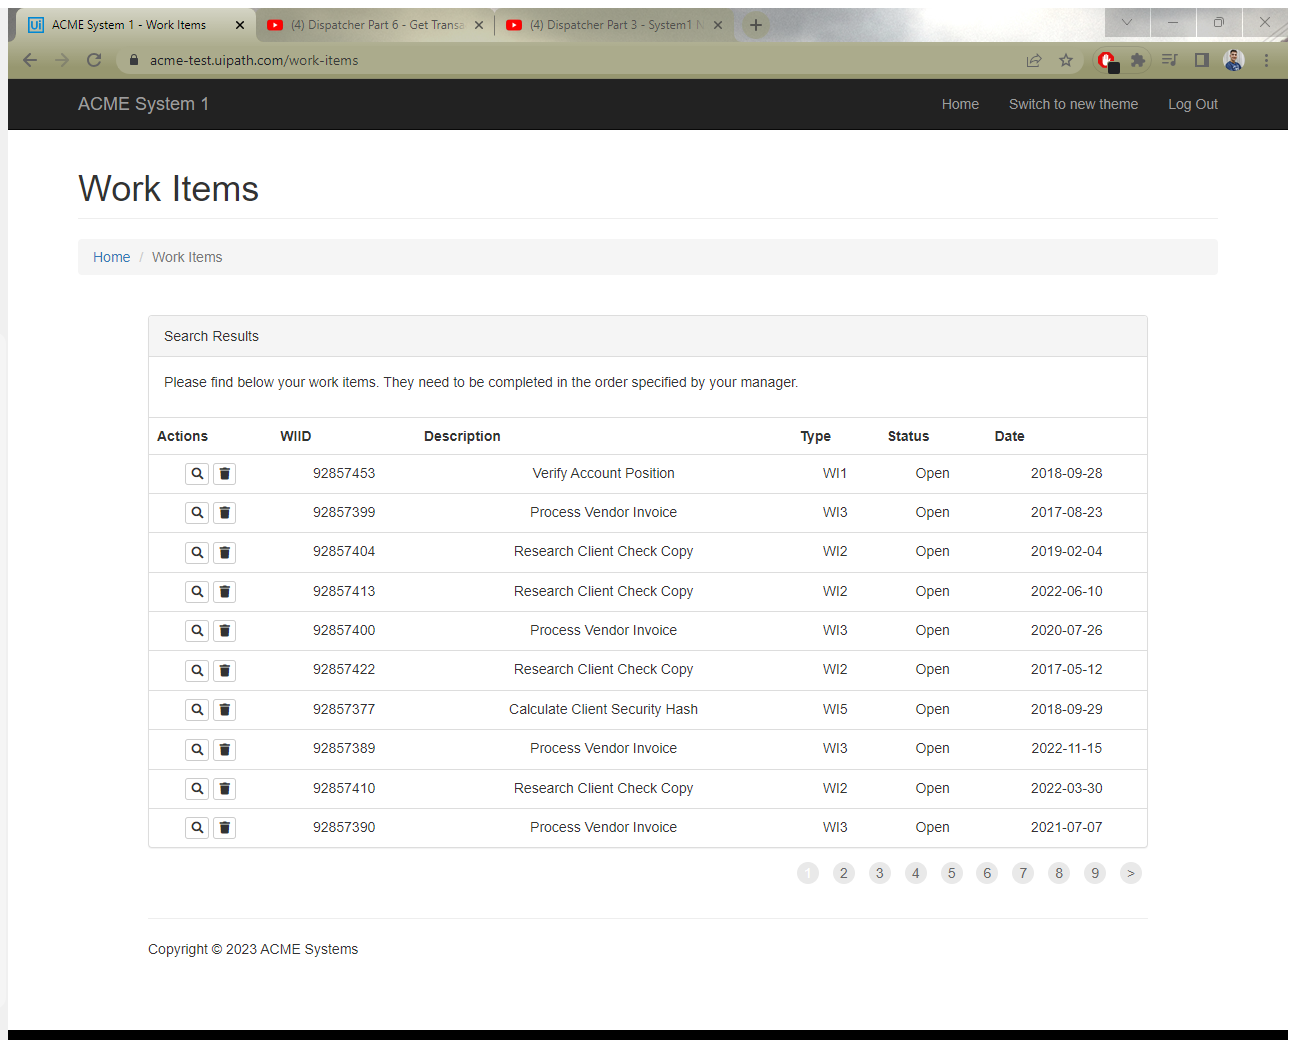 ACME System 1 - Work Items
(4) Dispatcher Part 6 - Get Transa
(4) Dispatcher Part 3 - System1 N
acme-test.uipath.com/work-items
ACME System 1 Home Switch to new theme Log Out
Work Items
Home / Work Items
Search Results
Please find below your work items. They need to be completed in the order specified by your manager.
Actions WIID Description Type Status Date
92857453 Verify Account Position WI1 Open 2018-09-28
92857399 Process Vendor Invoice WI3 Open 2017-08-23
92857404 Research Client Check Copy WI2 Open 2019-02-04
92857413 Research Client Check Copy WI2 Open 2022-06-10
92857400 Process Vendor Invoice WI3 Open 2020-07-26
92857422 Research Client Check Copy WI2 Open 2017-05-12
92857377 Calculate Client Security Hash WI5 Open 2018-09-29
92857389 Process Vendor Invoice WI3 Open 2022-11-15
92857410 Research Client Check Copy WI2 Open 2022-03-30
92857390 Process Vendor Invoice WI3 Open 2021-07-07
1 2 3 4 5 6 7 8 9 >
Copyright © 2023 ACME Systems